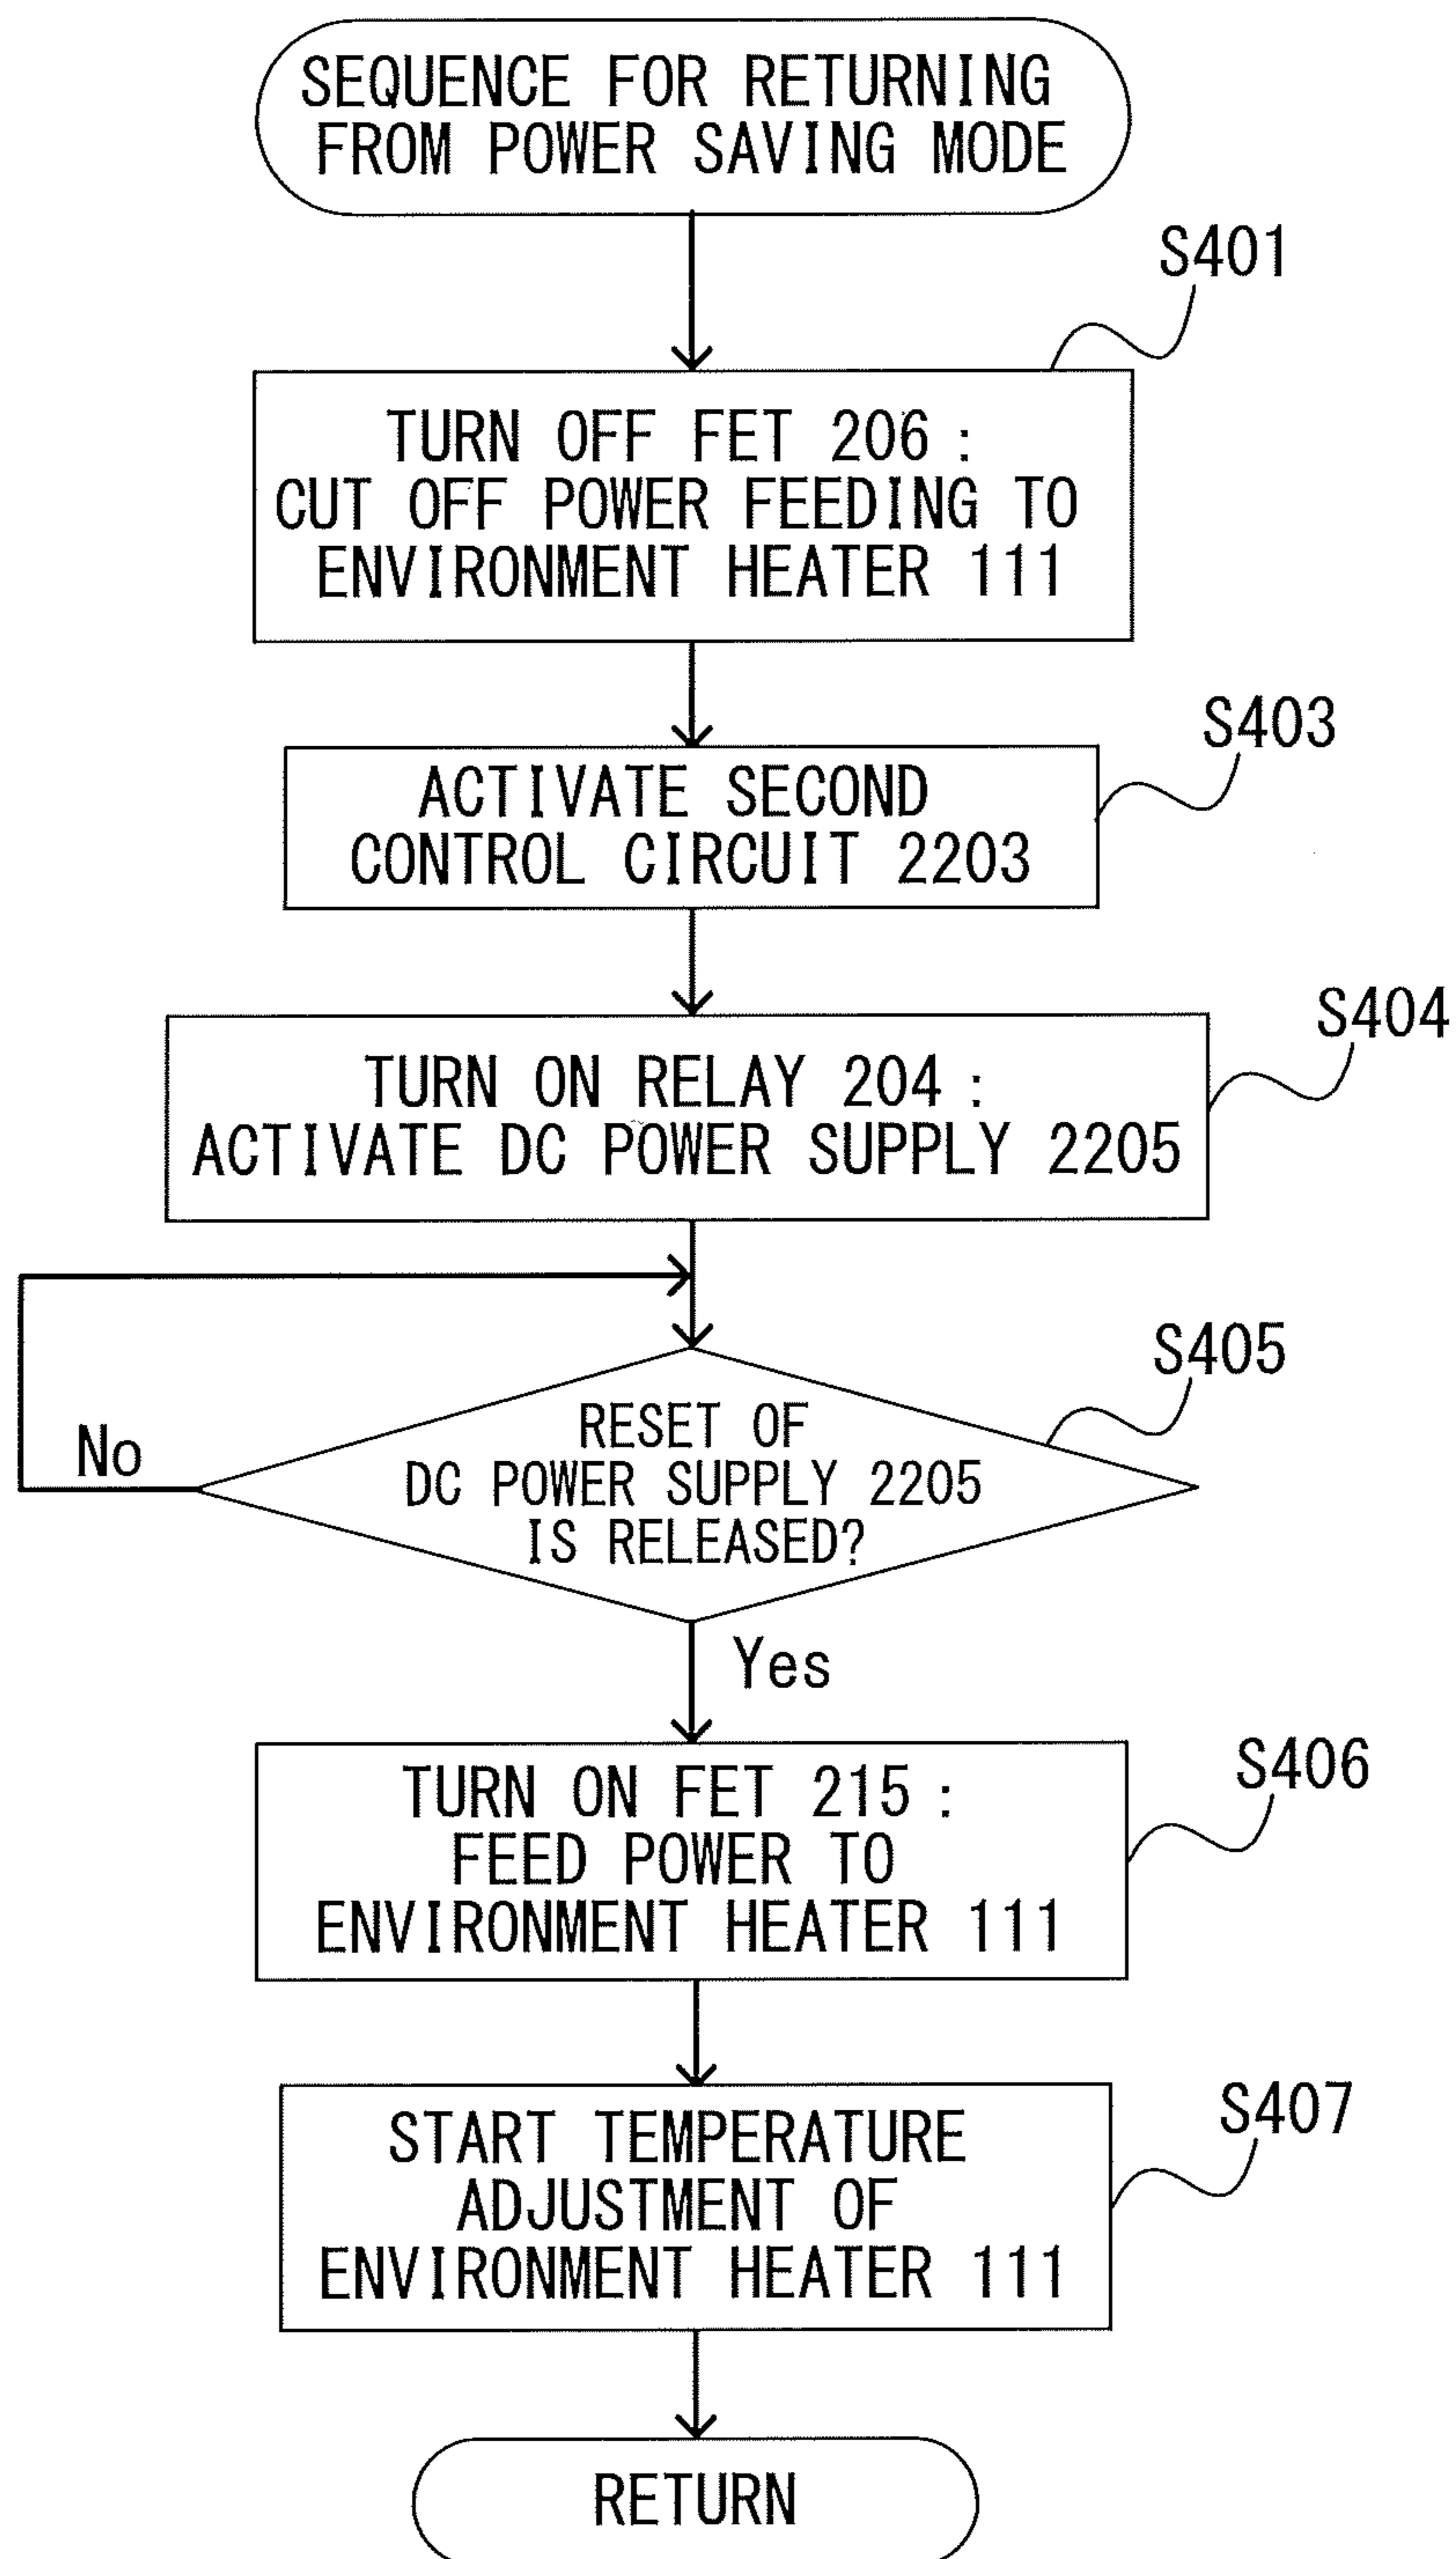 SEQUENCE FOR RETURNING
FROM POWER SAVING MODE
S401
TURN OFF FET 206 :
CUT OFF POWER FEEDING TO
ENVIRONMENT HEATER 111
S403
ACTIVATE SECOND
CONTROL CIRCUIT 2203
S404
TURN ON RELAY 204 :
ACTIVATE DC POWER SUPPLY 2205
S405
RESET OF
DC POWER SUPPLY 2205
IS RELEASED?
No
Yes
S406
TURN ON FET 215 :
FEED POWER TO
ENVIRONMENT HEATER 111
S407
START TEMPERATURE
ADJUSTMENT OF
ENVIRONMENT HEATER 111
RETURN